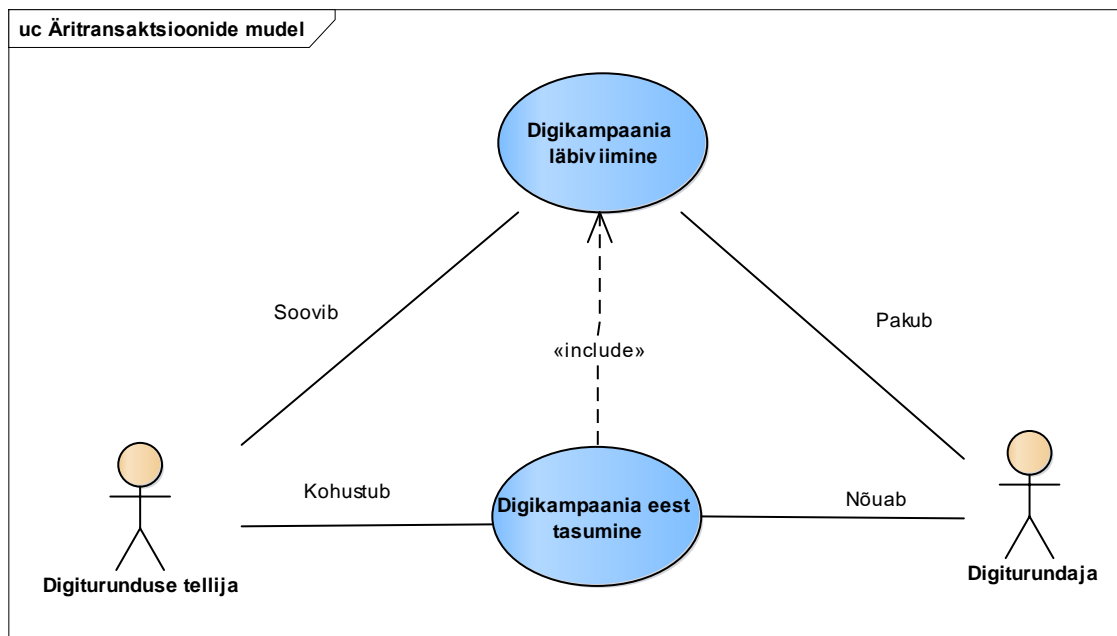 uc Äritransaktsioonide mudel
Digikampaania
läbiviimine
Soovib
Pakub
«include»
Kohustub
Digikampaania eest
tasumine
Nõuab
Digiturunduse tellija
Digiturundaja